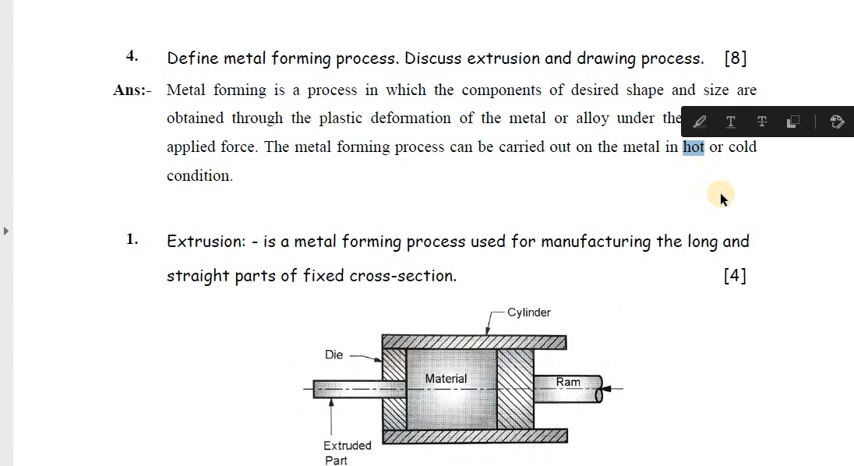 4. Define metal forming process. Discuss extrusion and drawing process. [8]
Ans:- Metal forming is a process in which the components of desired shape and size are
obtained through the plastic deformation of the metal or alloy under the
applied force. The metal forming process can be carried out on the metal in hot or cold
condition.
1. Extrusion: - is a metal forming process used for manufacturing the long and
straight parts of fixed cross-section. [4]
Cylinder
Die
Material
Ram
Extruded
Part